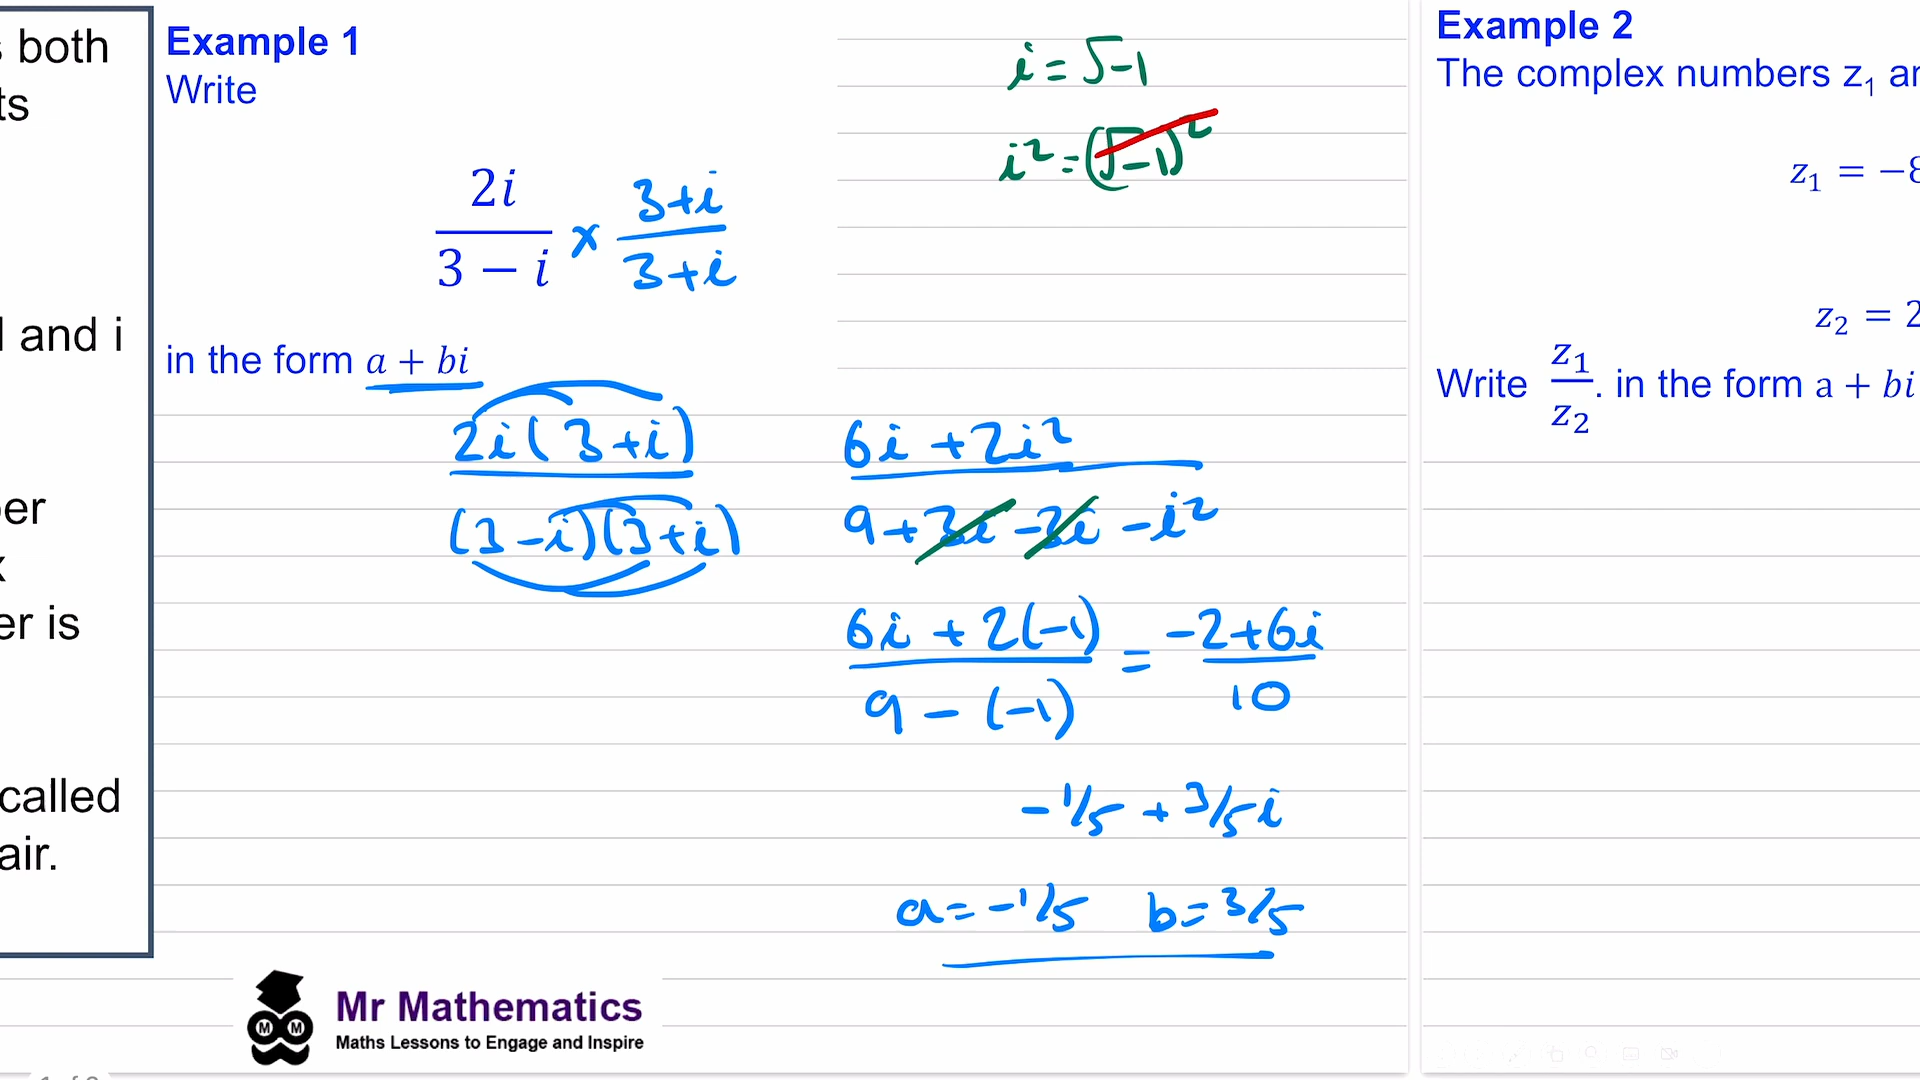 s both
ts
l and i
er
x
er is
called
air.
Example 1
Write
2i / 3 − i × 3+i / 3+i
in the form a + bi
2i(3+i) / (3−i)(3+i)
i = √-1
i² = (√-1)²
6i + 2i² / 9 + 3i − 3i − i²
6i + 2(−1) / 9 − (−1) = −2+6i / 10
−1/5 + 3/5 i
a = −1/5 b = 3/5
M M
Mr Mathematics
Maths Lessons to Engage and Inspire
Example 2
The complex numbers z₁ ar
z₁ = −8
z₂ = 2
Write z₁ / z₂ . in the form a + bi